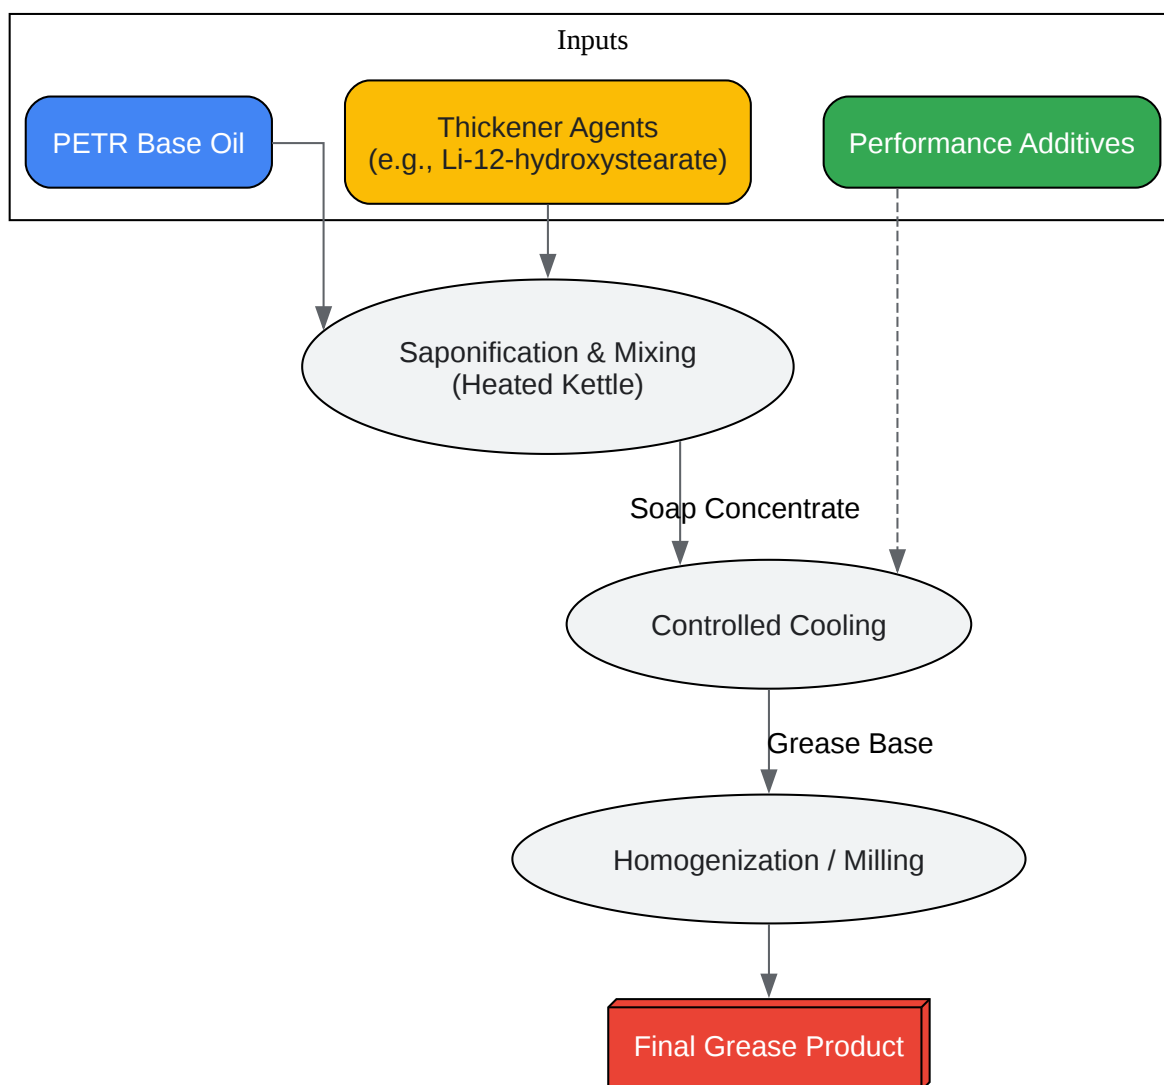 Inputs
PETR Base Oil
Thickener Agents
(e.g., Li-12-hydroxystearate)
Performance Additives
Saponification & Mixing
(Heated Kettle)
Soap Concentrate
Controlled Cooling
Grease Base
Homogenization / Milling
Final Grease Product